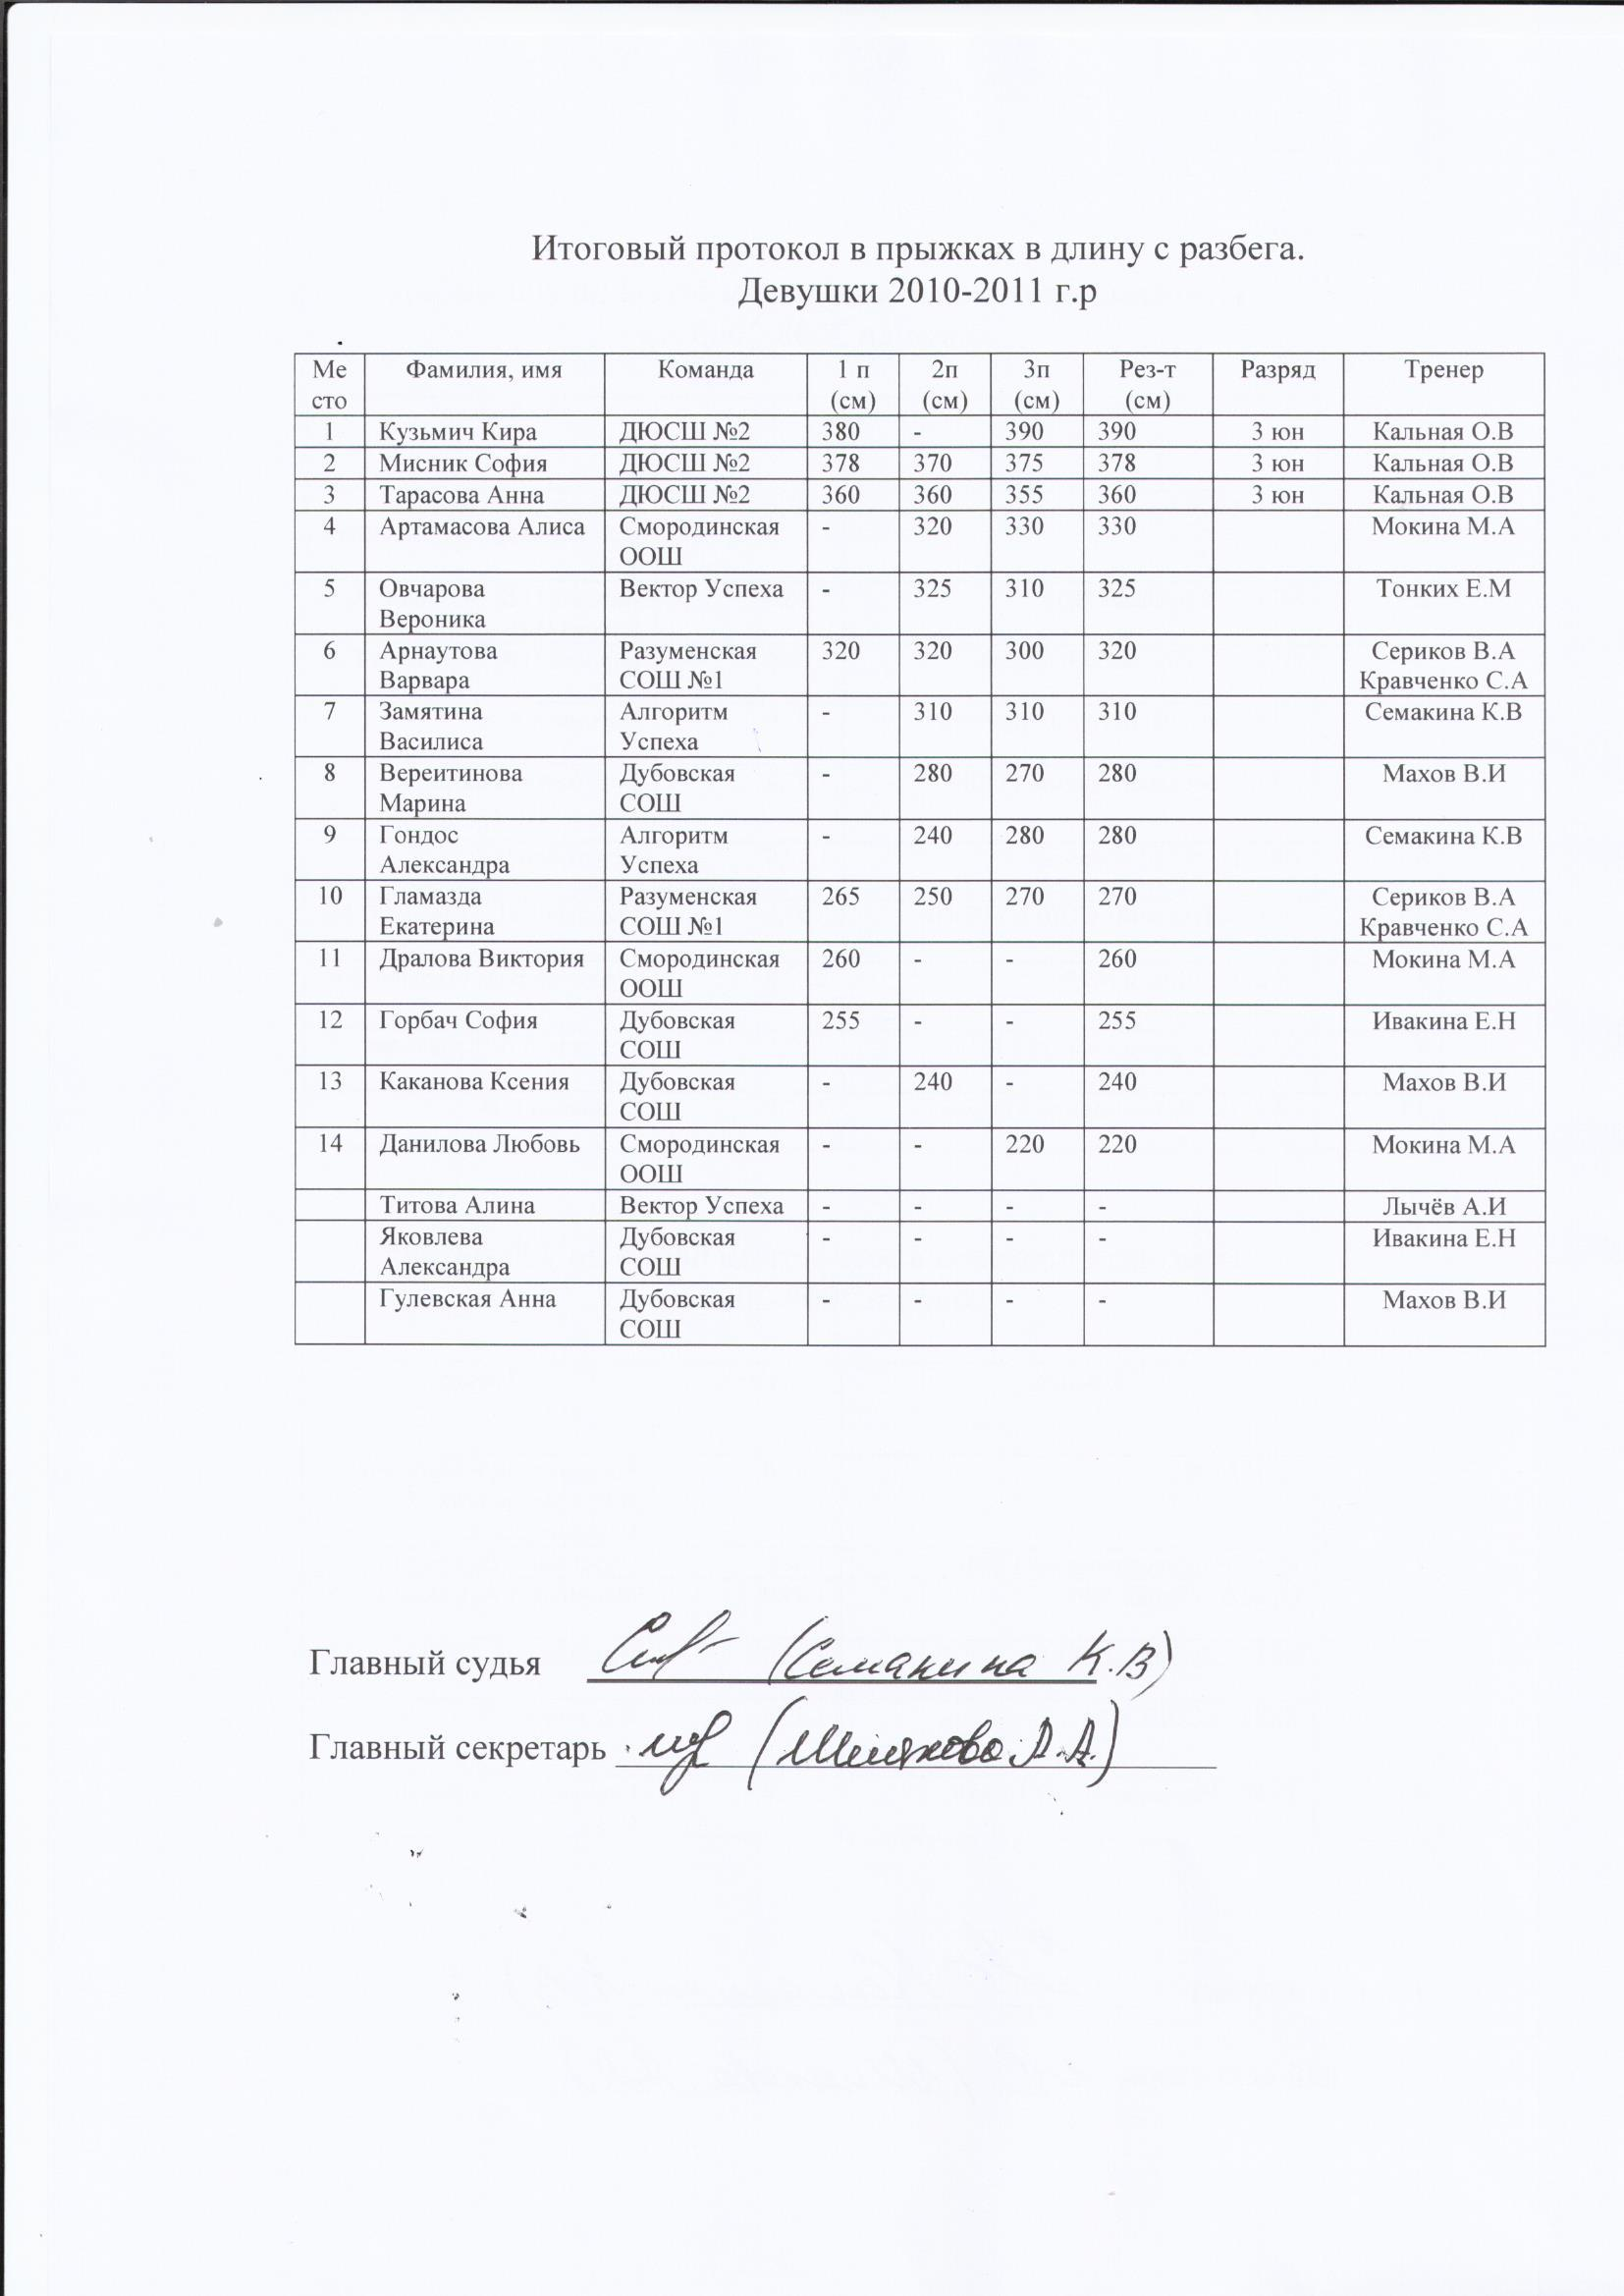 Итоговый протокол в прыжках в длину с разбега.
Девушки 2010-2011 г.р
Ме сто Фамилия, имя Команда 1 п (см) 2п (см) 3п (см) Рез-т (см) Разряд Тренер
1 Кузьмич Кира ДЮСШ №2 380 - 390 390 3 юн Кальная О.В
2 Мисник София ДЮСШ №2 378 370 375 378 3 юн Кальная О.В
3 Тарасова Анна ДЮСШ №2 360 360 355 360 3 юн Кальная О.В
4 Артамасова Алиса Смородинская ООШ - 320 330 330 Мокина М.А
5 Овчарова Вероника Вектор Успеха - 325 310 325 Тонких Е.М
6 Арнаутова Варвара Разуменская СОШ №1 320 320 300 320 Сериков В.А Кравченко С.А
7 Замятина Василиса Алгоритм Успеха - 310 310 310 Семакина К.В
8 Вереитинова Марина Дубовская СОШ - 280 270 280 Махов В.И
9 Гондос Александра Алгоритм Успеха - 240 280 280 Семакина К.В
10 Гламазда Екатерина Разуменская СОШ №1 265 250 270 270 Сериков В.А Кравченко С.А
11 Дралова Виктория Смородинская ООШ 260 - - 260 Мокина М.А
12 Горбач София Дубовская СОШ 255 - - 255 Ивакина Е.Н
13 Каканова Ксения Дубовская СОШ - 240 - 240 Махов В.И
14 Данилова Любовь Смородинская ООШ - - 220 220 Мокина М.А
Титова Алина Вектор Успеха - - - - Лычёв А.И
Яковлева Александра Дубовская СОШ - - - - Ивакина Е.Н
Гулевская Анна Дубовская СОШ - - - - Махов В.И
Главный судья (Семакина К.В)
Главный секретарь